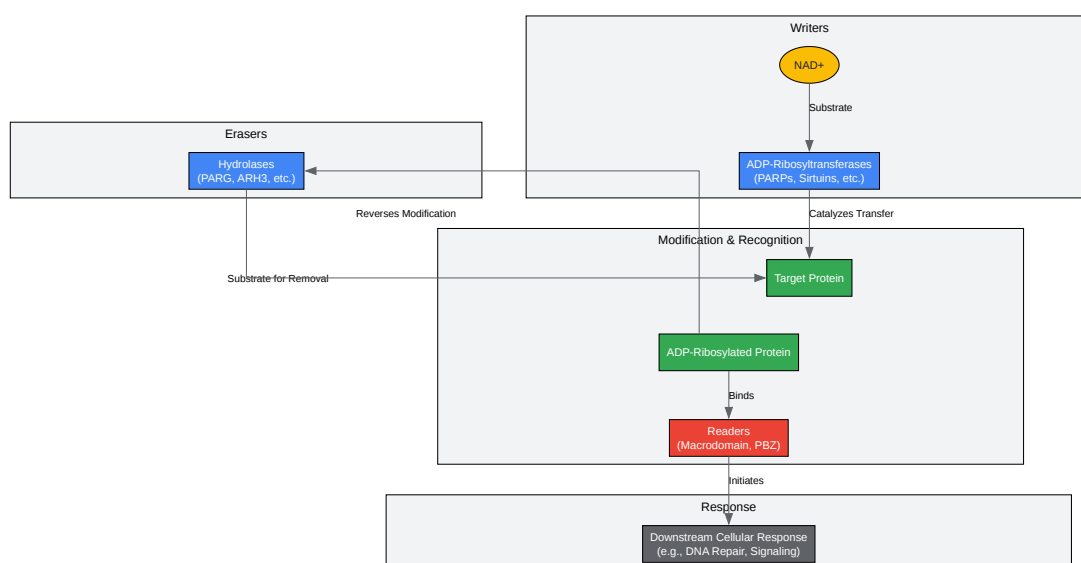 Writers
NAD+
Substrate
Erasers
Hydrolases
(PARG, ARH3, etc.)
ADP-Ribosyltransferases
(PARPs, Sirtuins, etc.)
Reverses Modification
Catalyzes Transfer
Modification & Recognition
Substrate for Removal
Target Protein
ADP-Ribosylated Protein
Binds
Readers
(Macrodomain, PBZ)
Initiates
Response
Downstream Cellular Response
(e.g., DNA Repair, Signaling)